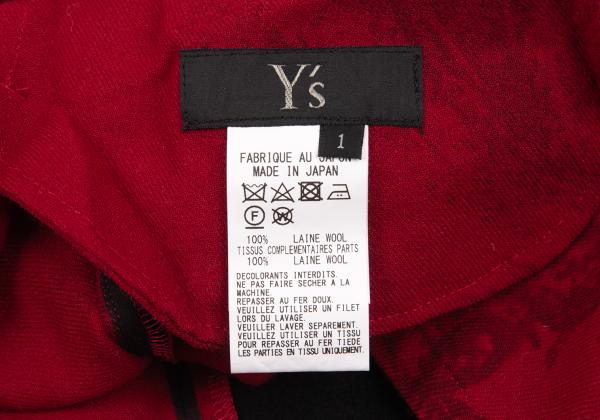 Y's
1
FABRIQUE AU JAPON
MADE IN JAPAN
F
W
100% LAINE WOOL
TISSUS COMPLEMENTAIRES PARTS
100% LAINE WOOL
DECOLORANTS INTERDITS.
NE PAS FAIRE SECHER A LA
MACHINE.
REPASSER AU FER DOUX.
VEUILLEZ UTILISER UN FILET
LORS DU LAVAGE.
VEUILLER LAVER SEPAREMENT.
VEUILLEZ UTILISER UN TISSU
POUR REPASSER AU FER TIEDE
LES PARTIES EN TISSU UNIQUEMENT.